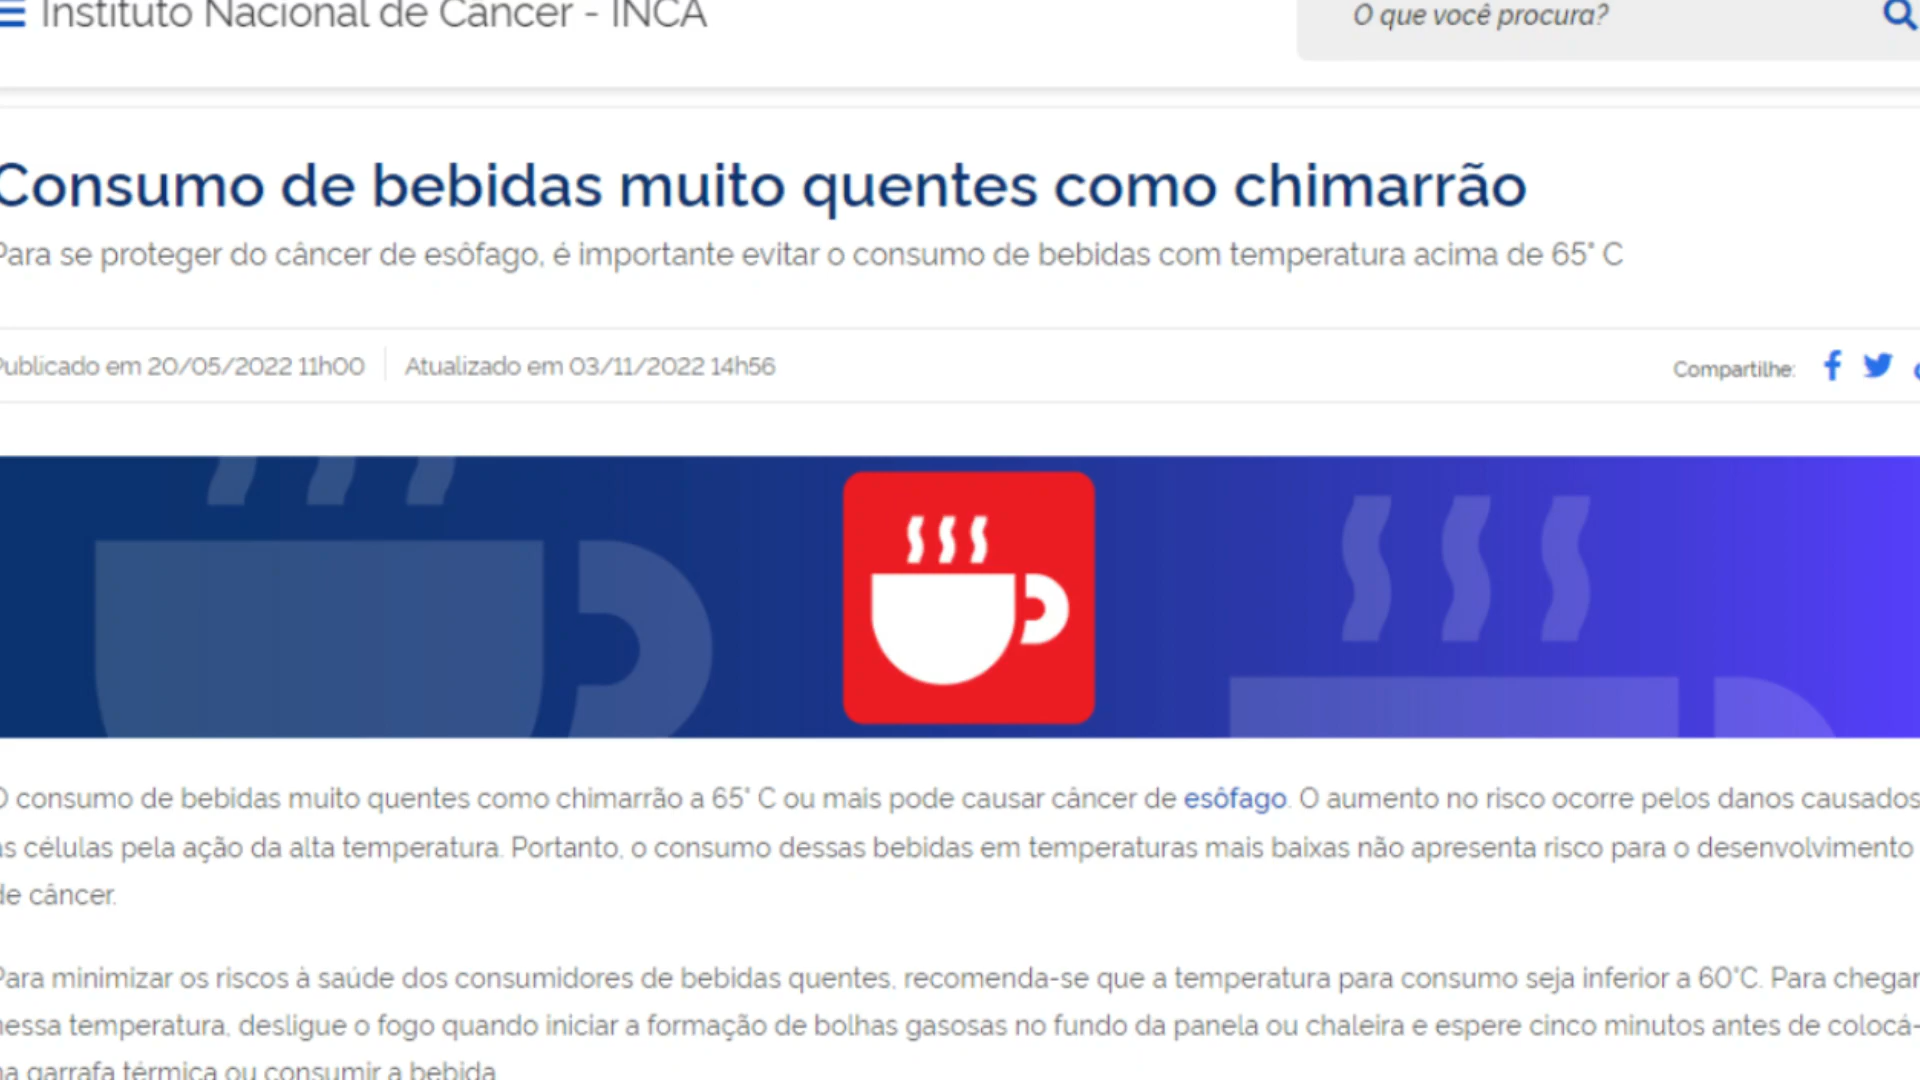 Instituto Nacional de Câncer - INCA
O que você procura?
Consumo de bebidas muito quentes como chimarrão
Para se proteger do câncer de esôfago, é importante evitar o consumo de bebidas com temperatura acima de 65° C
Publicado em 20/05/2022 11h00
Atualizado em 03/11/2022 14h56
Compartilhe:
O consumo de bebidas muito quentes como chimarrão a 65° C ou mais pode causar câncer de esôfago. O aumento no risco ocorre pelos danos causados
às células pela ação da alta temperatura. Portanto, o consumo dessas bebidas em temperaturas mais baixas não apresenta risco para o desenvolvimento
de câncer.
Para minimizar os riscos à saúde dos consumidores de bebidas quentes, recomenda-se que a temperatura para consumo seja inferior a 60°C. Para chegar
nessa temperatura, desligue o fogo quando iniciar a formação de bolhas gasosas no fundo da panela ou chaleira e espere cinco minutos antes de colocá-
na garrafa térmica ou consumir a bebida